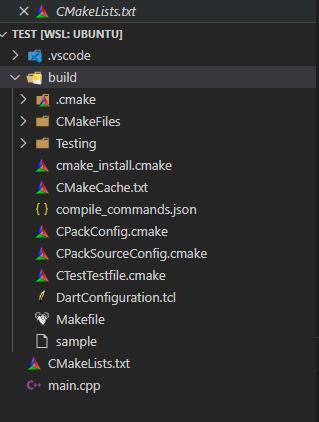 CMakeLists.txt
TEST [WSL: UBUNTU]
.vscode
build
.cmake
CMakeFiles
Testing
cmake_install.cmake
CMakeCache.txt
compile_commands.json
CPackConfig.cmake
CPackSourceConfig.cmake
CTestTestfile.cmake
DartConfiguration.tcl
Makefile
sample
CMakeLists.txt
main.cpp